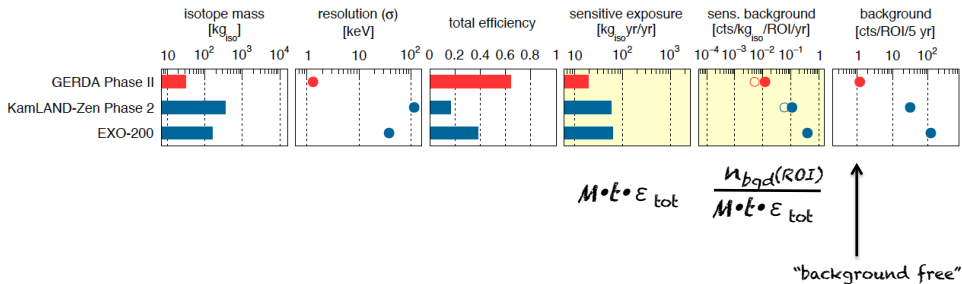 isotope mass
[kg_iso]
resolution (σ)
[keV]
total efficiency
sensitive exposure
[kg_iso yr/yr]
sens. background
[cts/kg_iso/ROI/yr]
background
[cts/ROI/5 yr]
10 10² 10³ 10⁴ 1 10 10² 0 0.2 0.4 0.6 0.8 1 10 10² 10³ 10⁻⁴ 10⁻³ 10⁻² 10⁻¹ 1 1 10 10²
GERDA Phase II
KamLAND-Zen Phase 2
EXO-200
M•t•ε tot
n bgd (ROI)
M•t•ε tot
"background free"